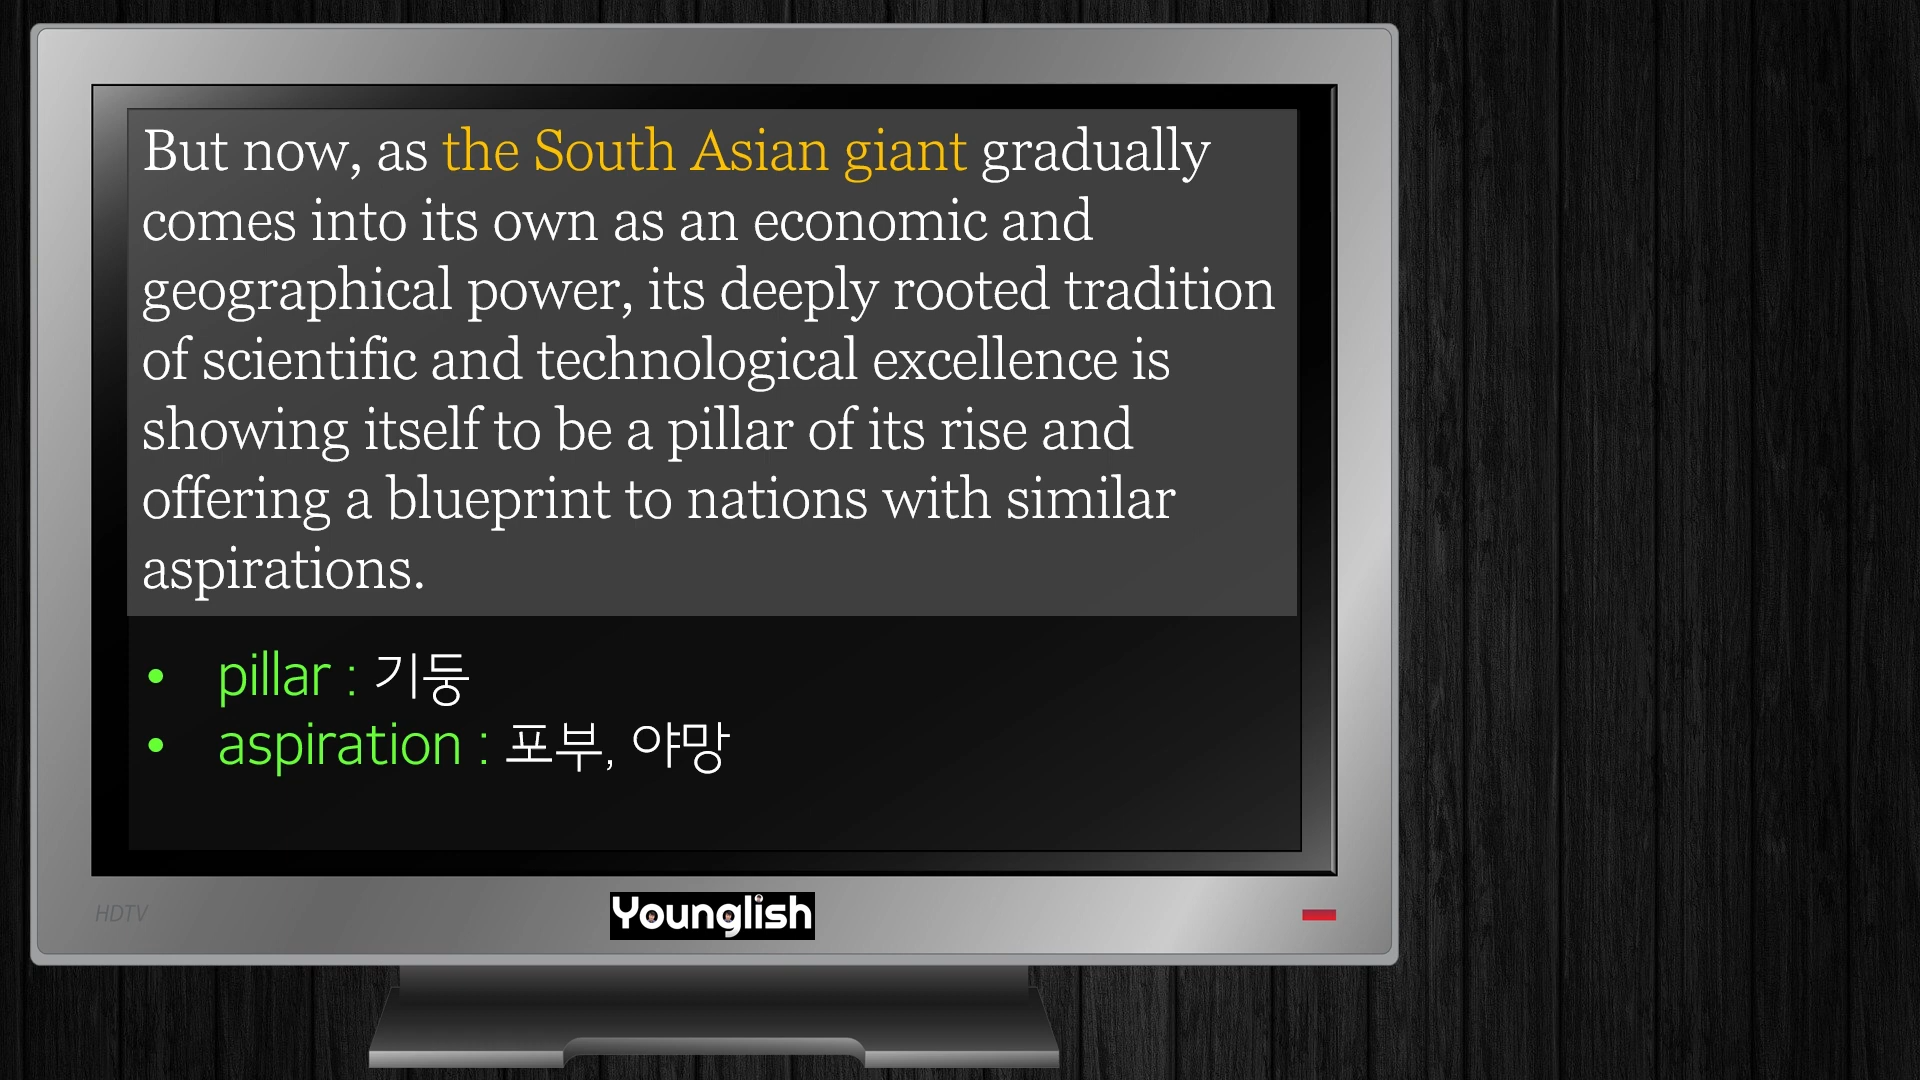 But now, as the South Asian giant gradually
comes into its own as an economic and
geographical power, its deeply rooted tradition
of scientific and technological excellence is
showing itself to be a pillar of its rise and
offering a blueprint to nations with similar
aspirations.
• pillar : 기둥
• aspiration : 포부, 야망
HDTV
Younglish